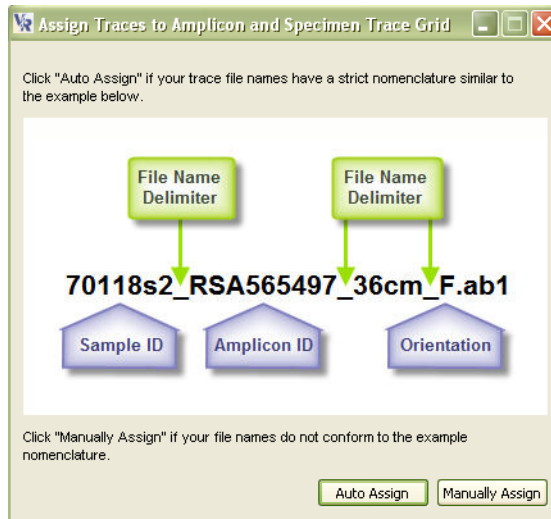 VR Assign Traces to Amplicon and Specimen Trace Grid
Click "Auto Assign" if your trace file names have a strict nomenclature similar to
the example below.
File Name
Delimiter
File Name
Delimiter
70118s2_RSA565497_36cm_F.ab1
Sample ID
Amplicon ID
Orientation
Click "Manually Assign" if your file names do not conform to the example
nomenclature.
Auto Assign
Manually Assign